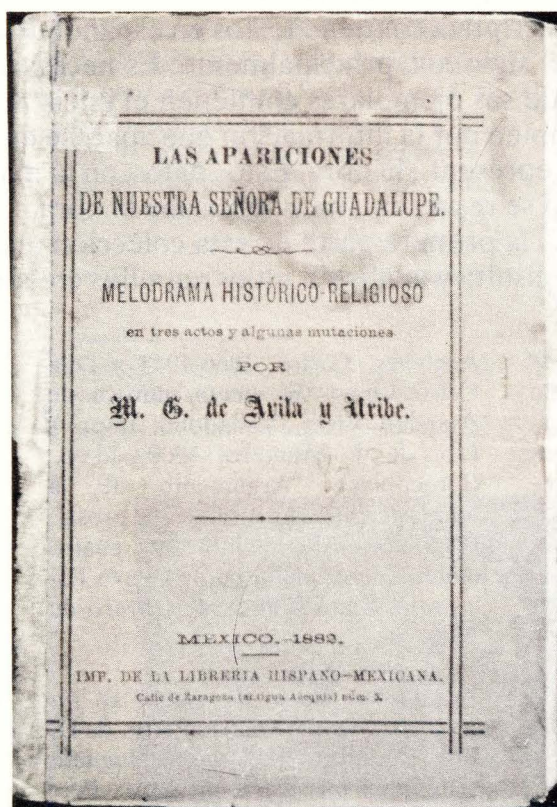 LAS APARICIONES
DE NUESTRA SEÑORA DE GUADALUPE.
MELODRAMA HISTÓRICO-RELIGIOSO
en tres actos y algunas mutaciones
POR
M. G. de Avila y Uribe.
MEXICO.-1882.
IMP. DE LA LIBRERIA HISPANO-MEXICANA.
Calle de Zaragoza (antigua Acequia) núm. 3.